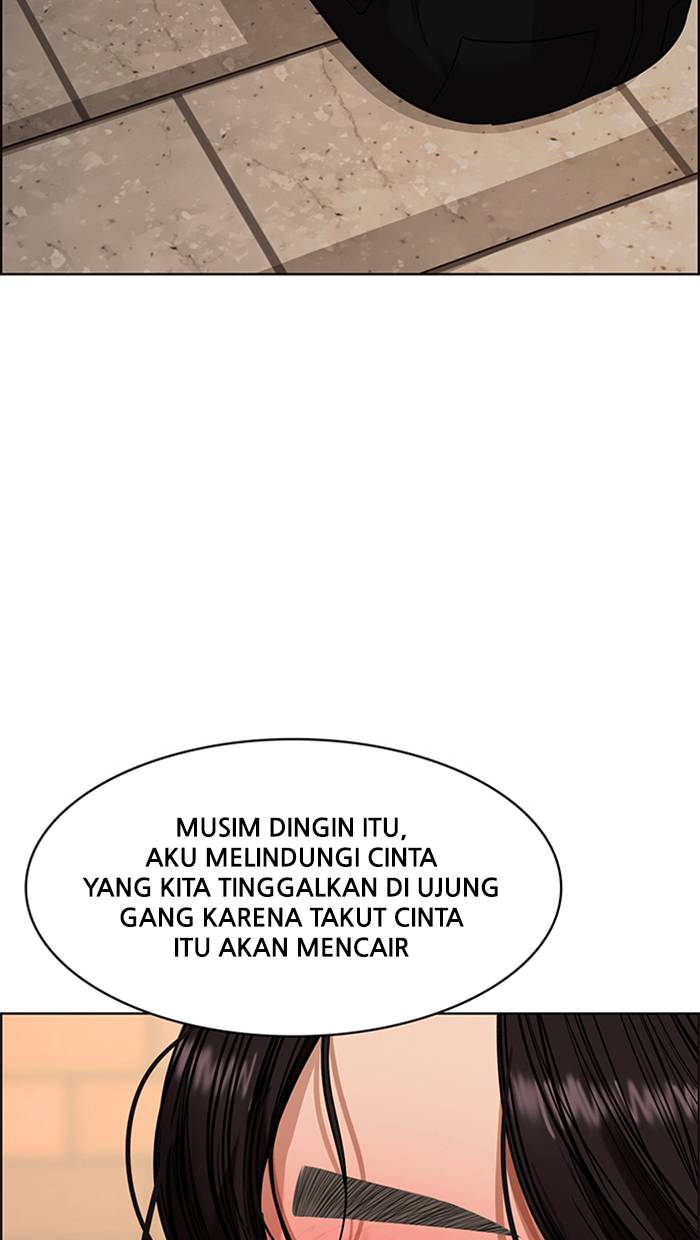 MUSIM DINGIN ITU,
AKU MELINDUNGI CINTA
YANG KITA TINGGALKAN DI UJUNG
GANG KARENA TAKUT CINTA
ITU AKAN MENCAIR